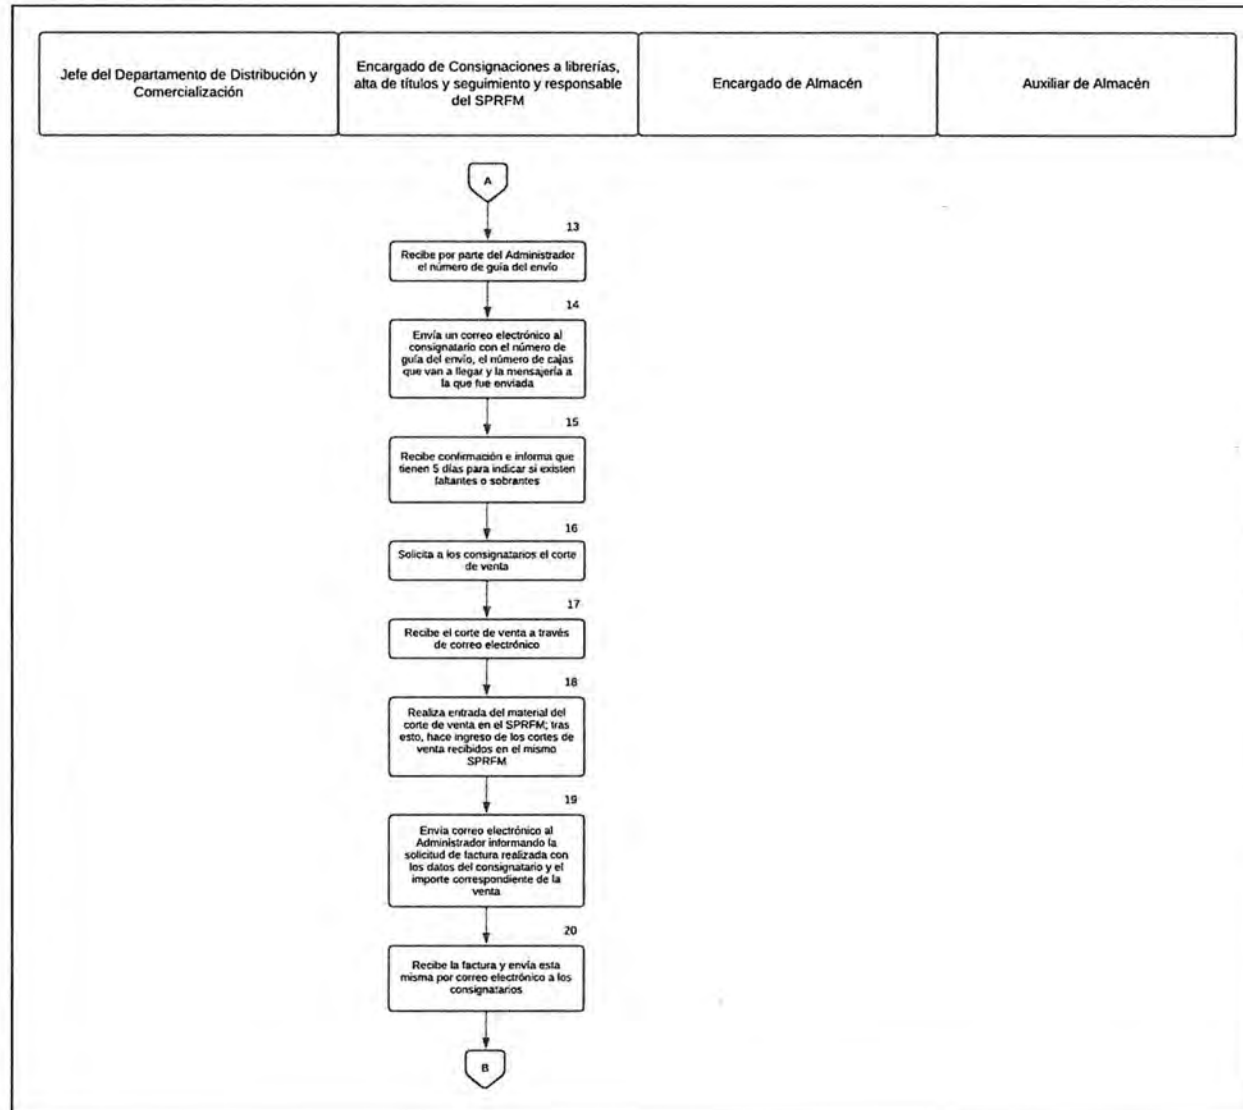 Jefe del Departamento de Distribución y
Comercialización
Encargado de Consignaciones a librerías,
alta de títulos y seguimiento y responsable
del SPRFM
Encargado de Almacén
Auxiliar de Almacén
A
13
Recibe por parte del Administrador
el número de guía del envío
14
Envía un correo electrónico al
consignatario con el número de
guía del envío, el número de cajas
que van a llegar y la mensajería a
la que fue enviada
15
Recibe confirmación e informa que
tienen 5 días para indicar si existen
faltantes o sobrantes
16
Solicita a los consignatarios el corte
de venta
17
Recibe el corte de venta a través
de correo electrónico
18
Realiza entrada del material del
corte de venta en el SPRFM; tras
esto, hace ingreso de los cortes de
venta recibidos en el mismo
SPRFM
19
Envía correo electrónico al
Administrador informando la
solicitud de factura realizada con
los datos del consignatario y el
importe correspondiente de la
venta
20
Recibe la factura y envía esta
misma por correo electrónico a los
consignatarios
B